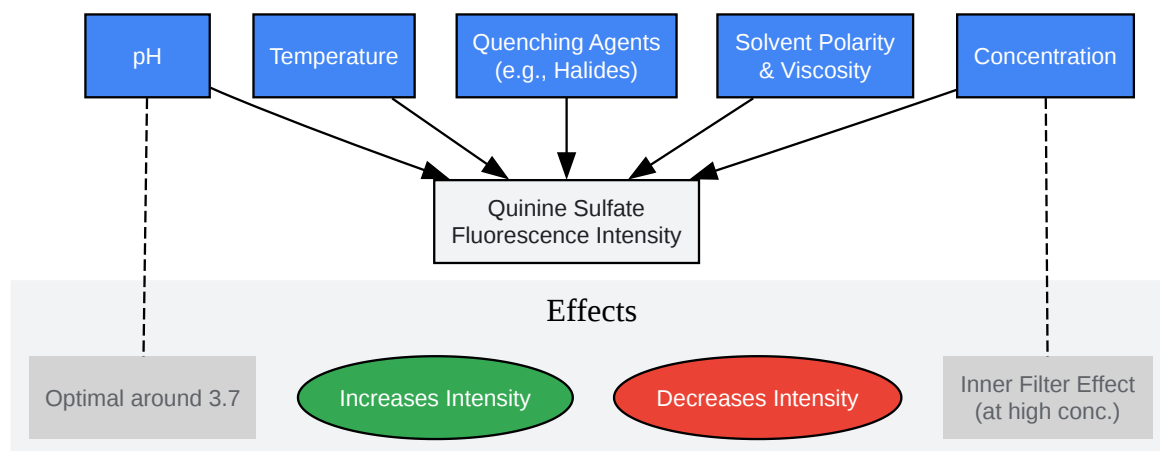 pH
Temperature
Quenching Agents
(e.g., Halides)
Solvent Polarity
& Viscosity
Concentration
Quinine Sulfate
Fluorescence Intensity
Effects
Optimal around 3.7
Increases Intensity
Decreases Intensity
Inner Filter Effect
(at high conc.)